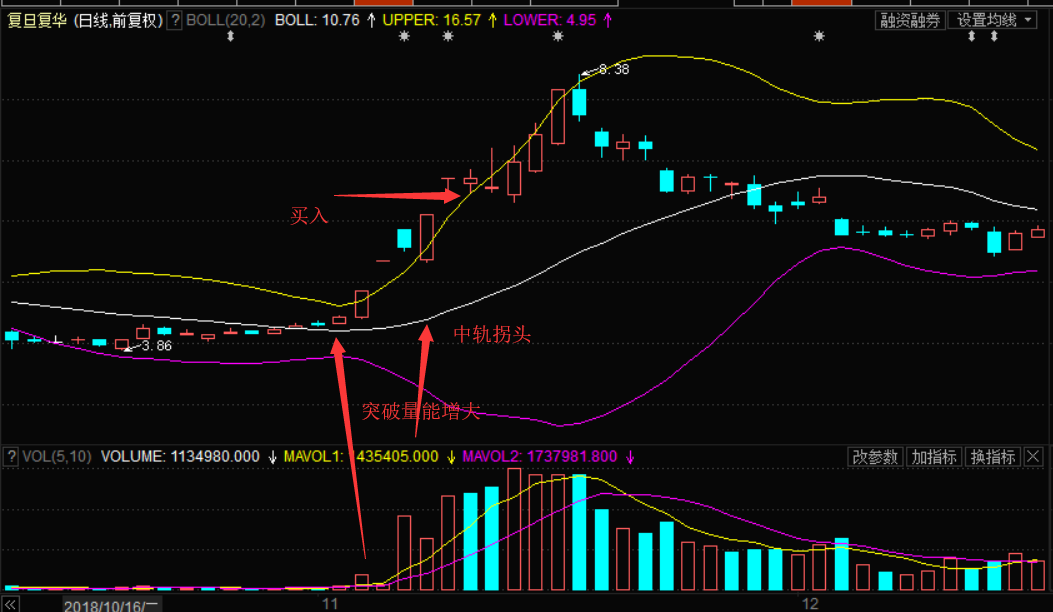 复旦复华 (日线,前复权) ? BOLL(20,2) BOLL: 10.76 ↑ UPPER: 16.57 ↑ LOWER: 4.95 ↑ 融资融券 设置均线
8.38
买入
中轨拐头
3.86
突破量能增大
? VOL(5,10) VOLUME: 1134980.000 ↓ MAVOL1: 1435405.000 ↓ MAVOL2: 1737981.800 ↓ 改参数 加指标 换指标
2018/10/16/二 11 12